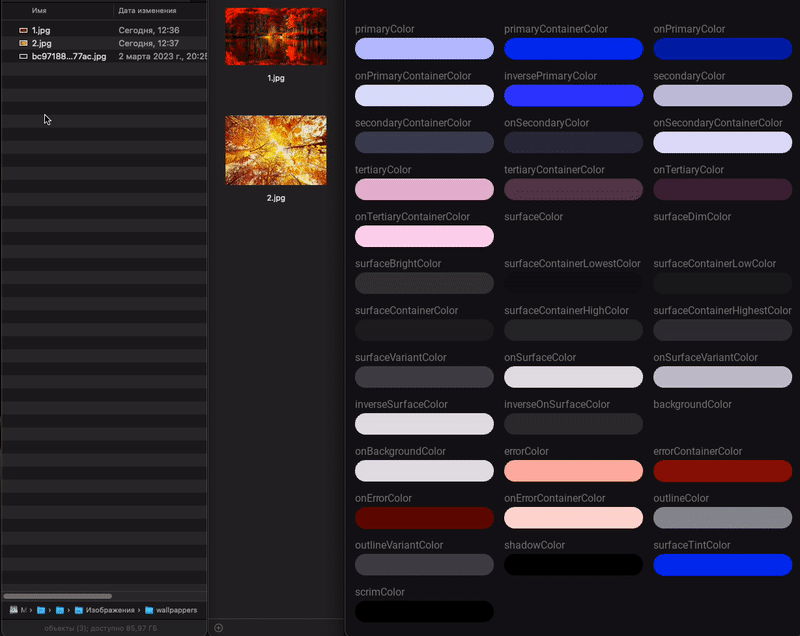 Имя Дата изменения
1.jpg Сегодня, 12:36
2.jpg Сегодня, 12:37
bc97188...77ac.jpg 2 марта 2023 г., 20:25
Изображения wallpappers
объекты (3); доступно 85,97 ГБ
1.jpg
2.jpg
primaryColor primaryContainerColor onPrimaryColor
onPrimaryContainerColor inversePrimaryColor secondaryColor
secondaryContainerColor onSecondaryColor onSecondaryContainerColor
tertiaryColor tertiaryContainerColor onTertiaryColor
onTertiaryContainerColor surfaceColor surfaceDimColor
surfaceBrightColor surfaceContainerLowestColor surfaceContainerLowColor
surfaceContainerColor surfaceContainerHighColor surfaceContainerHighestColor
surfaceVariantColor onSurfaceColor onSurfaceVariantColor
inverseSurfaceColor inverseOnSurfaceColor backgroundColor
onBackgroundColor errorColor errorContainerColor
onErrorColor onErrorContainerColor outlineColor
outlineVariantColor shadowColor surfaceTintColor
scrimColor